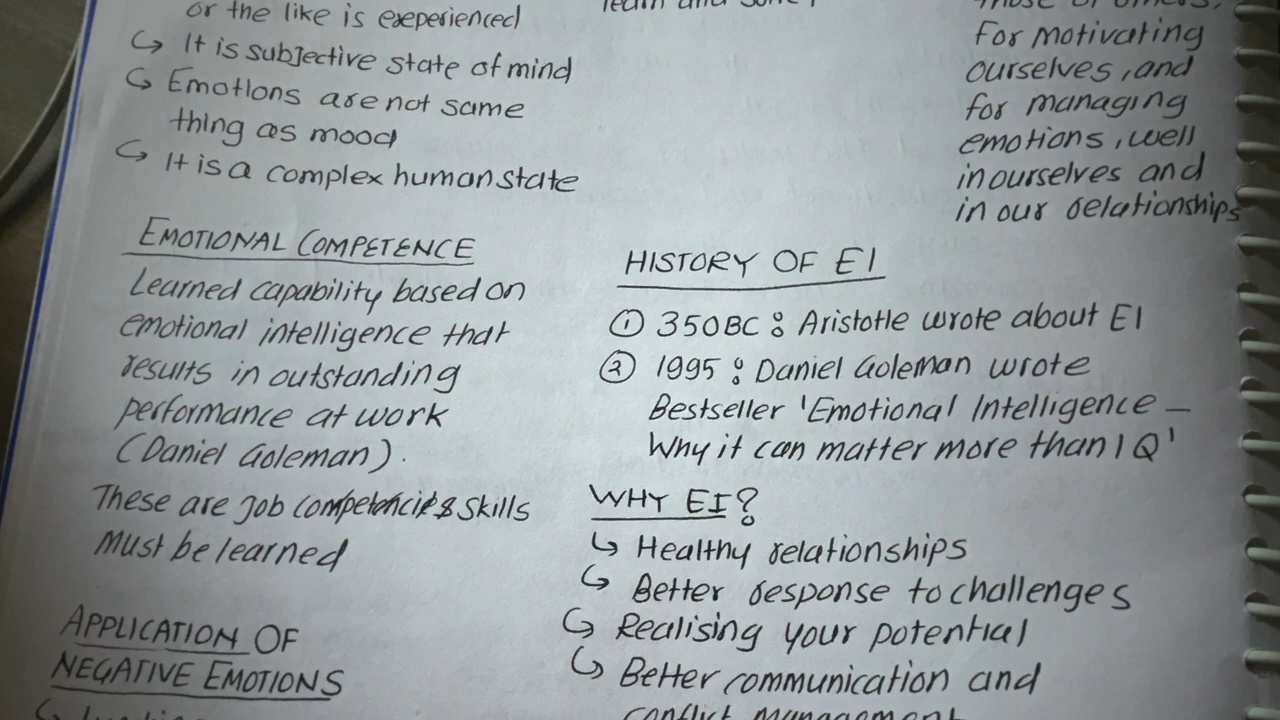 or the like is experienced
↳ It is subjective state of mind
↳ Emotions are not same
thing as mood
↳ It is a complex human state
EMOTIONAL COMPETENCE
Learned capability based on
emotional intelligence that
results in outstanding
performance at work
(Daniel Goleman).
These are job competencies & skills
Must be learned
APPLICATION OF
NEGATIVE EMOTIONS
learn and
For motivating
ourselves, and
for managing
emotions, well
in ourselves and
in our relationships
HISTORY OF EI
① 350BC : Aristotle wrote about EI
② 1995 : Daniel Goleman wrote
Bestseller 'Emotional Intelligence –
Why it can matter more than IQ'
WHY EI?
↳ Healthy relationships
↳ Better response to challenges
↳ Realising your potential
↳ Better communication and
conflict management